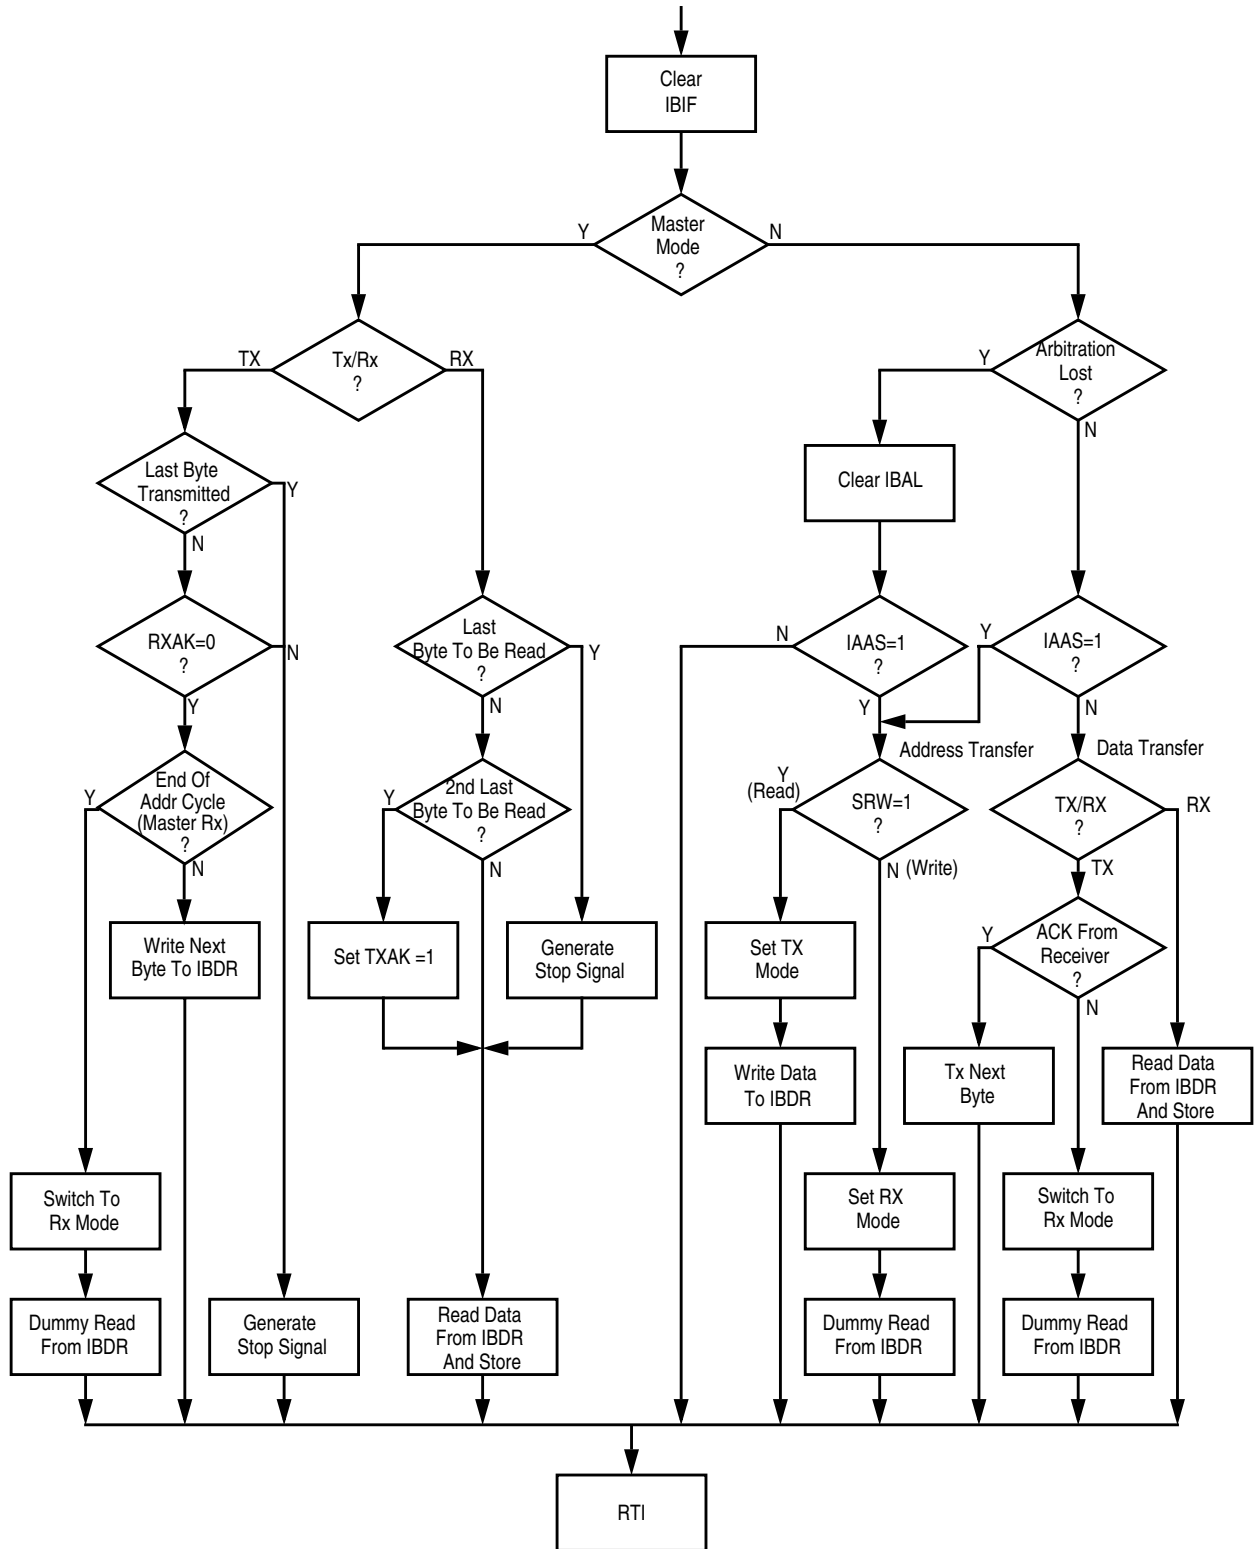 Clear
IBIF
Master
Mode
?
Y
N
Tx/Rx
?
TX
RX
Arbitration
Lost
?
Y
N
Last Byte
Transmitted
?
Y
N
Clear IBAL
RXAK=0
?
N
Y
Last
Byte To Be Read
?
Y
N
IAAS=1
?
N
Y
IAAS=1
?
Y
N
Address Transfer
Data Transfer
End Of
Addr Cycle
(Master Rx)
?
Y
N
2nd Last
Byte To Be Read
?
Y
N
SRW=1
?
Y
(Read)
N (Write)
TX/RX
?
RX
TX
Write Next
Byte To IBDR
Set TXAK =1
Generate
Stop Signal
Set TX
Mode
ACK From
Receiver
?
Y
N
Write Data
To IBDR
Tx Next
Byte
Read Data
From IBDR
And Store
Switch To
Rx Mode
Set RX
Mode
Switch To
Rx Mode
Dummy Read
From IBDR
Generate
Stop Signal
Read Data
From IBDR
And Store
Dummy Read
From IBDR
Dummy Read
From IBDR
RTI